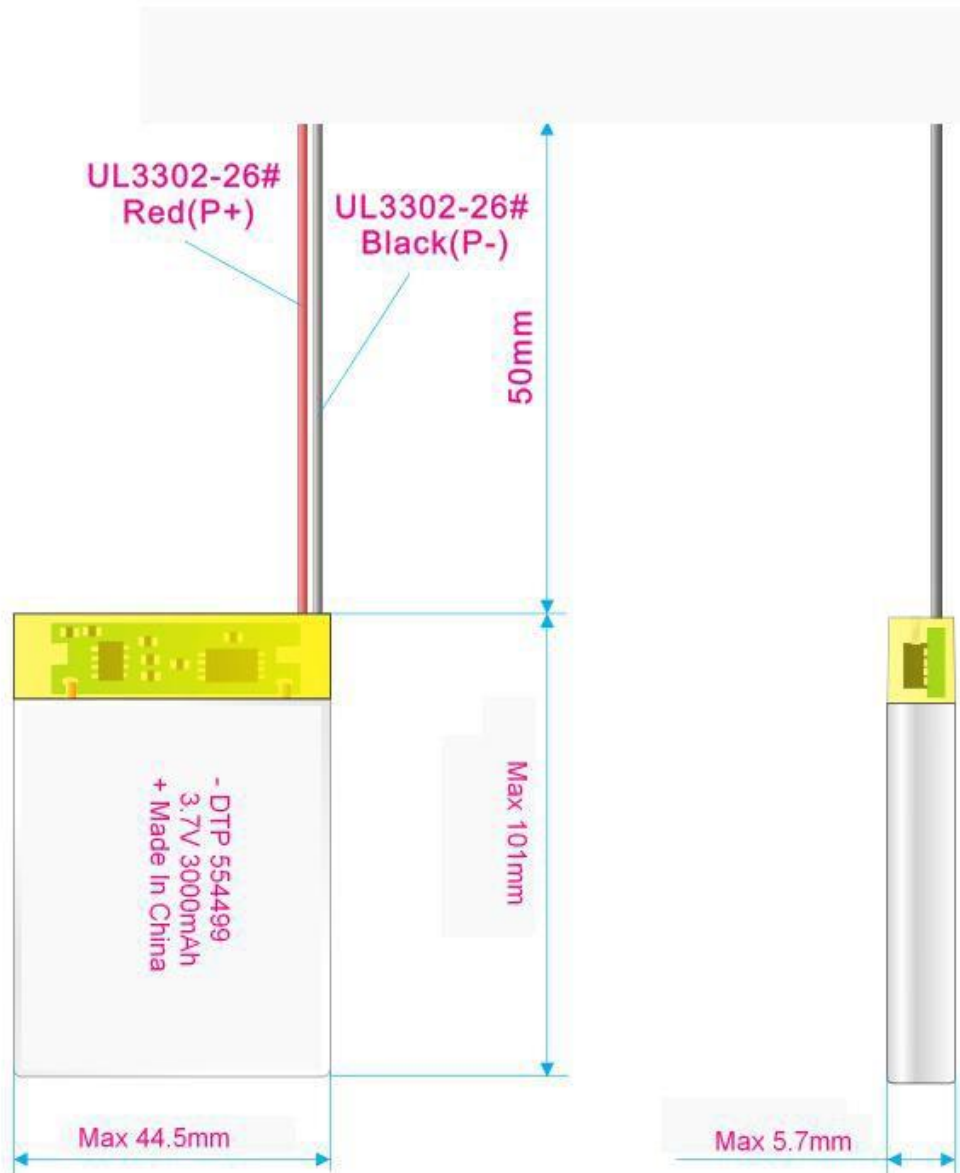 UL3302-26#
Red(P+)
UL3302-26#
Black(P-)
50mm
Max 101mm
- DTP 554499
3.7V 3000mAh
+ Made In China
Max 44.5mm
Max 5.7mm